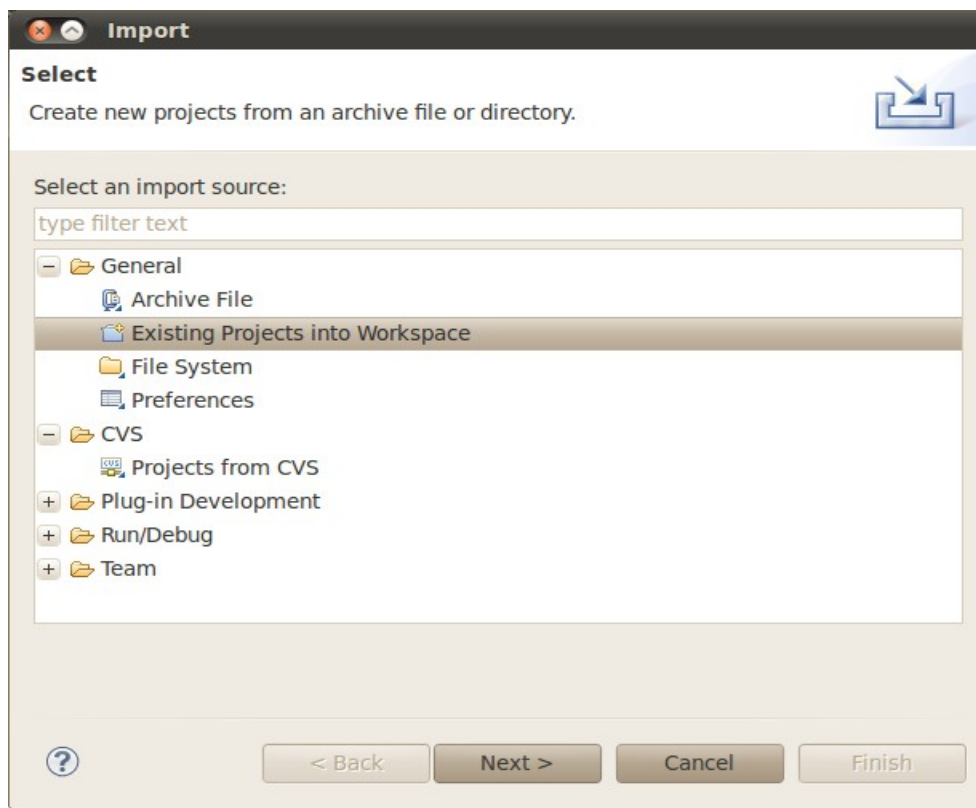 Import
Select
Create new projects from an archive file or directory.
Select an import source:
type filter text
General
Archive File
Existing Projects into Workspace
File System
Preferences
CVS
Projects from CVS
Plug-in Development
Run/Debug
Team
< Back Next > Cancel Finish